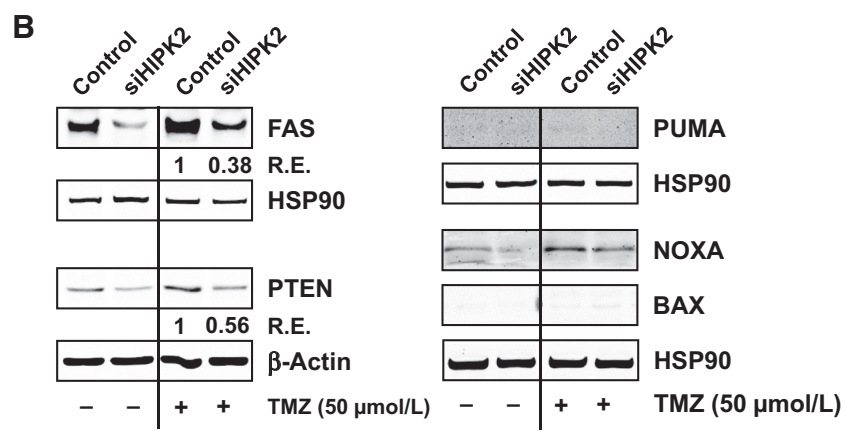 B
Control siHIPK2 Control siHIPK2
FAS
1 0.38 R.E.
HSP90
PTEN
1 0.56 R.E.
β-Actin
– – + + TMZ (50 µmol/L)
Control siHIPK2 Control siHIPK2
PUMA
HSP90
NOXA
BAX
HSP90
– – + + TMZ (50 µmol/L)